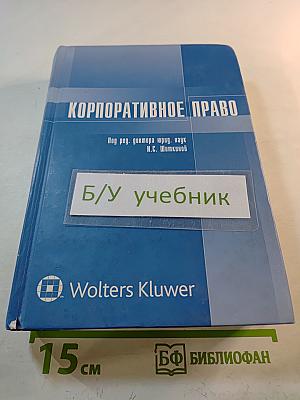 КОРПОРАТИВНОЕ ПРАВО
Под ред. доктора юрид. наук
И.С. Шиткиной
Б/У учебник
Wolters Kluwer
15 см
БФ БИБЛИОФАН